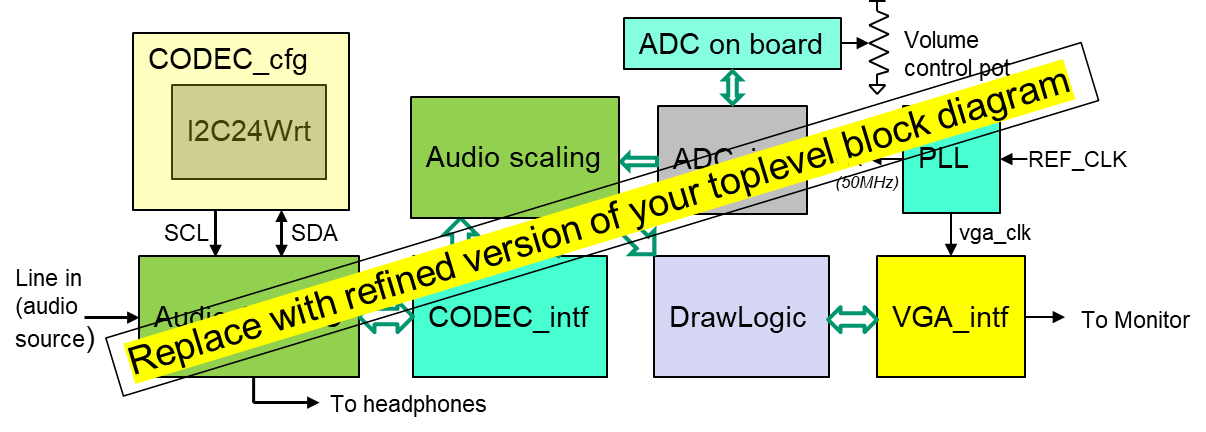 CODEC_cfg
I2C24Wrt
SCL
SDA
ADC on board
Volume
control pot
Audio scaling
PLL
REF_CLK
(50MHz)
vga_clk
Line in
(audio
source)
CODEC_intf
DrawLogic
VGA_intf
To Monitor
To headphones
Replace with refined version of your toplevel block diagram